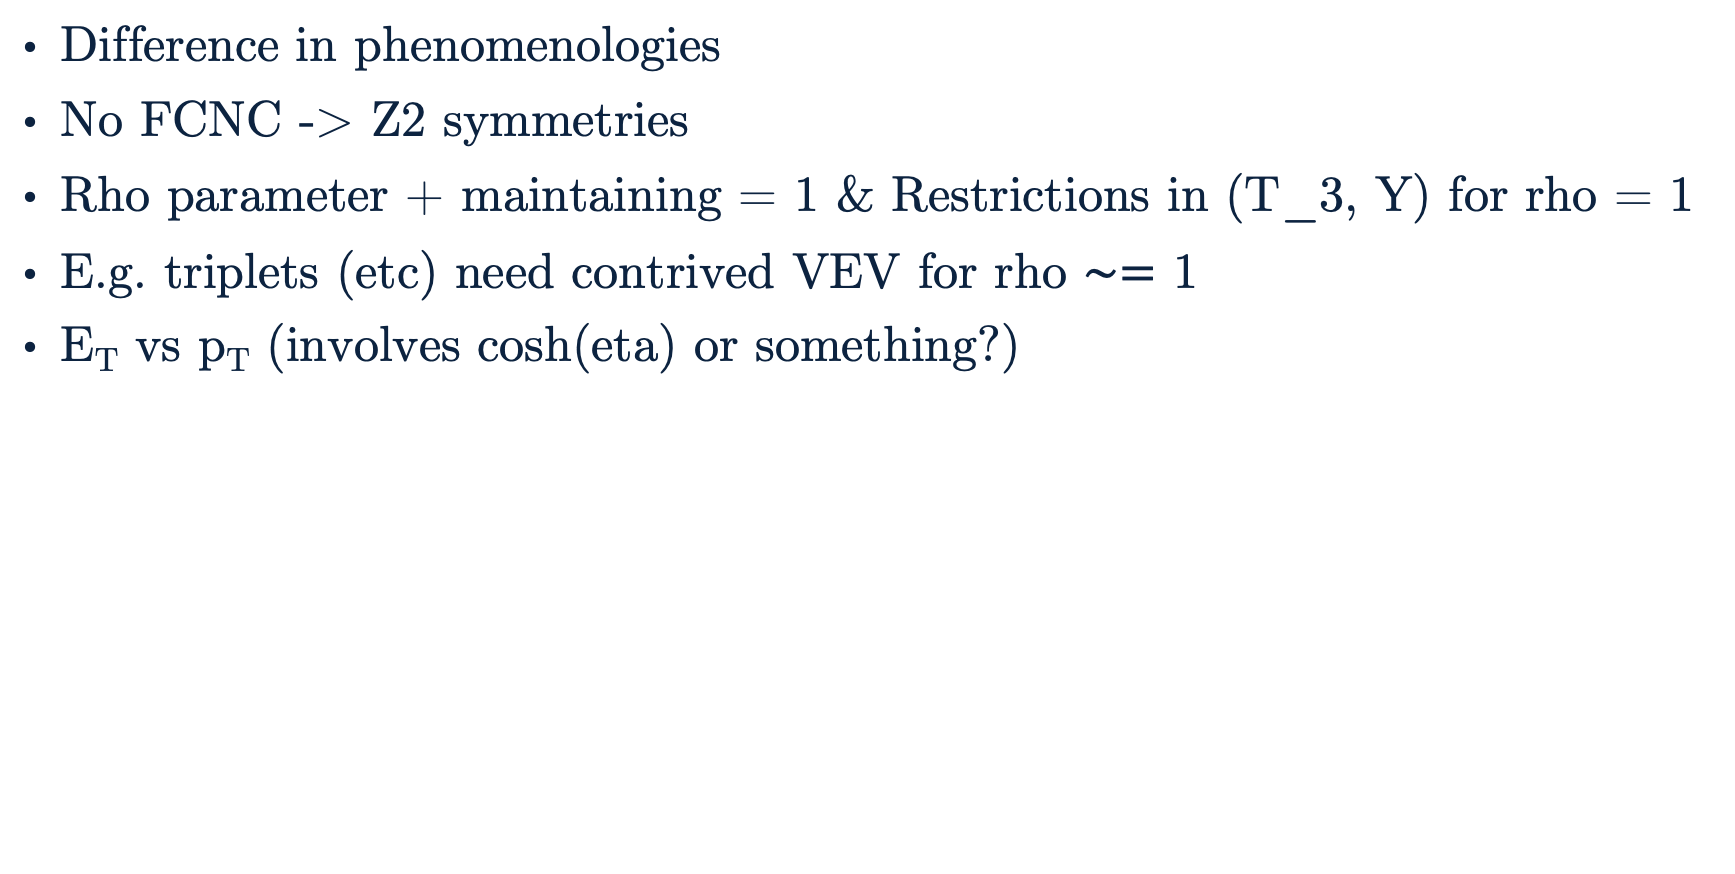 • Difference in phenomenologies
• No FCNC -> Z2 symmetries
• Rho parameter + maintaining = 1 & Restrictions in (T_3, Y) for rho = 1
• E.g. triplets (etc) need contrived VEV for rho ~= 1
• E_T vs p_T (involves cosh(eta) or something?)